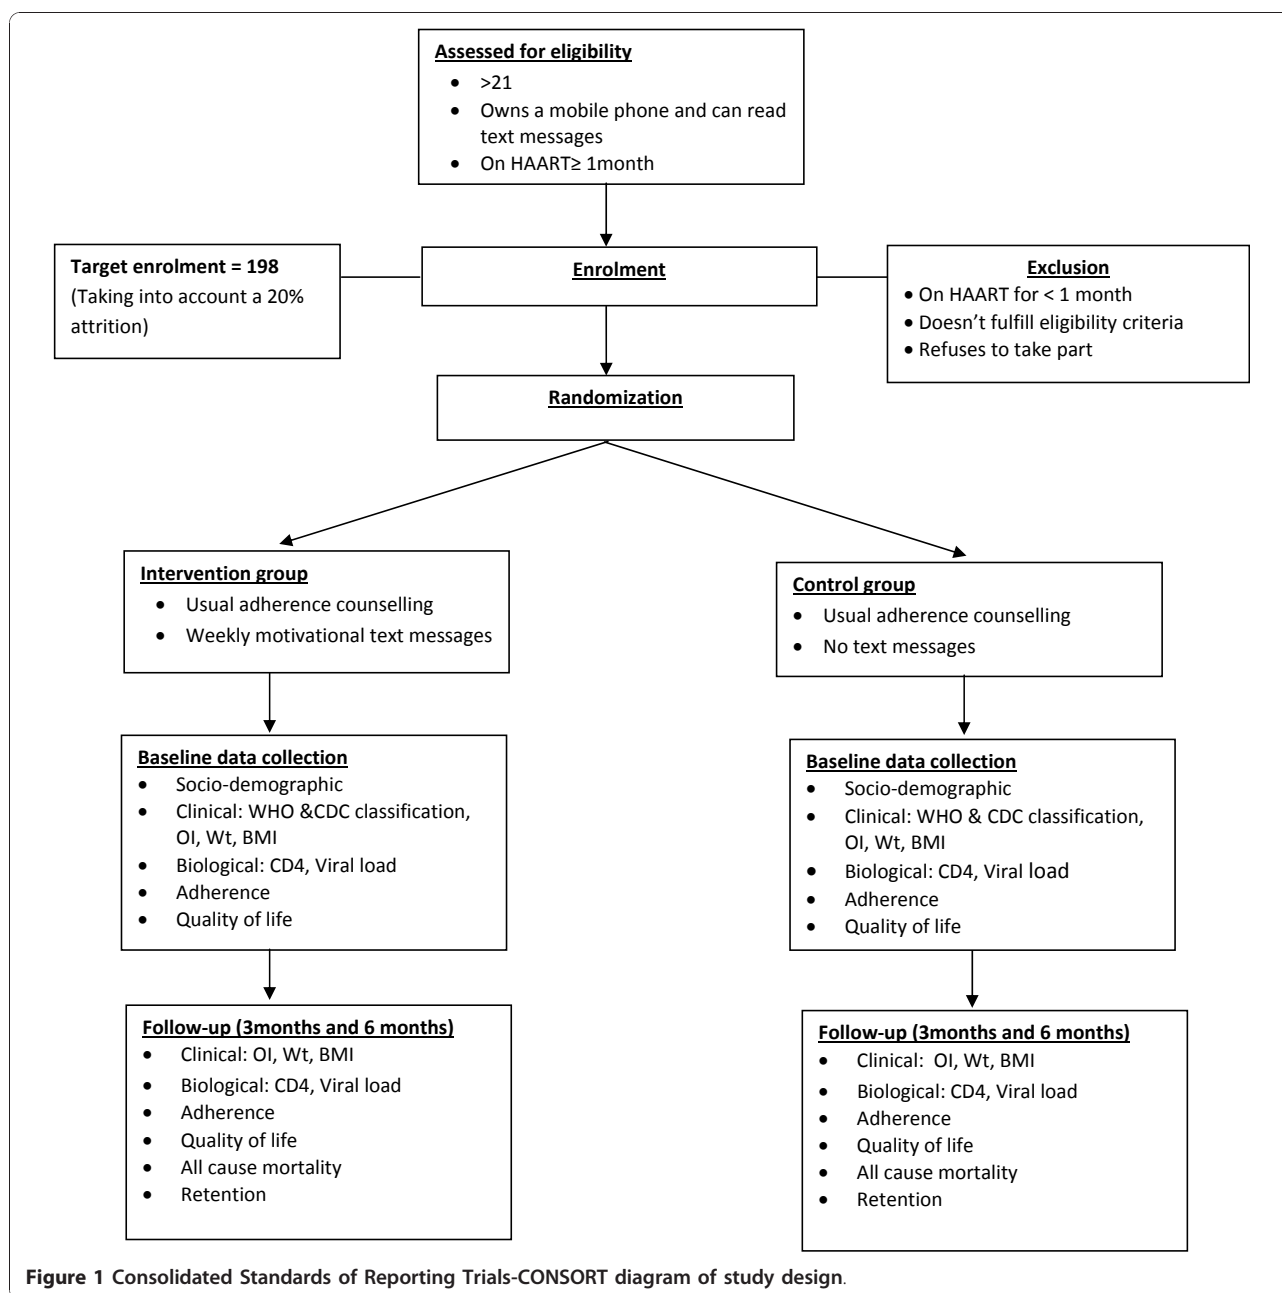 Assessed for eligibility
• >21
• Owns a mobile phone and can read
text messages
• On HAART≥ 1month
Target enrolment = 198
(Taking into account a 20%
attrition)
Enrolment
Exclusion
• On HAART for < 1 month
• Doesn't fulfill eligibility criteria
• Refuses to take part
Randomization
Intervention group
• Usual adherence counselling
• Weekly motivational text messages
Control group
• Usual adherence counselling
• No text messages
Baseline data collection
• Socio-demographic
• Clinical: WHO &CDC classification,
OI, Wt, BMI
• Biological: CD4, Viral load
• Adherence
• Quality of life
Baseline data collection
• Socio-demographic
• Clinical: WHO & CDC classification,
OI, Wt, BMI
• Biological: CD4, Viral load
• Adherence
• Quality of life
Follow-up (3months and 6 months)
• Clinical: OI, Wt, BMI
• Biological: CD4, Viral load
• Adherence
• Quality of life
• All cause mortality
• Retention
Follow-up (3months and 6 months)
• Clinical: OI, Wt, BMI
• Biological: CD4, Viral load
• Adherence
• Quality of life
• All cause mortality
• Retention
Figure 1 Consolidated Standards of Reporting Trials-CONSORT diagram of study design.